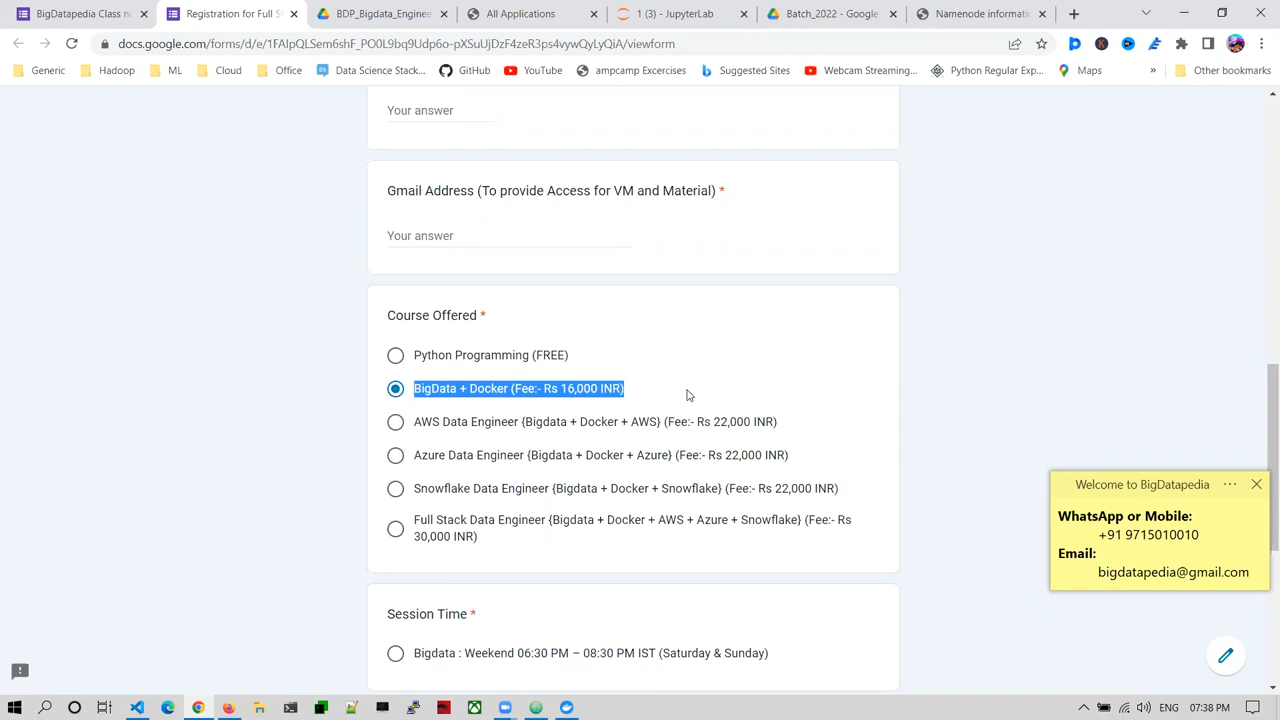 BigDatapedia Class n
Registration for Full S
BDP_Bigdata_Enginee
All Applications
1 (3) - JupyterLab
Batch_2022 - Google
Namenode informati
docs.google.com/forms/d/e/1FAIpQLSem6shF_PO0L9bq9Udp6o-rXSuUjDzF4zeR3ps4vywQyLyQiA/viewform
Generic
Hadoop
ML
Cloud
Office
Data Science Stack...
GitHub
YouTube
ampcamp Excercises
Suggested Sites
Webcam Streaming...
Python Regular Exp...
Maps
»
Other bookmarks
Your answer
Gmail Address (To provide Access for VM and Material) *
Your answer
Course Offered *
Python Programming (FREE)
BigData + Docker (Fee:- Rs 16,000 INR)
AWS Data Engineer {Bigdata + Docker + AWS} (Fee:- Rs 22,000 INR)
Azure Data Engineer {Bigdata + Docker + Azure} (Fee:- Rs 22,000 INR)
Snowflake Data Engineer {Bigdata + Docker + Snowflake} (Fee:- Rs 22,000 INR)
Full Stack Data Engineer {Bigdata + Docker + AWS + Azure + Snowflake} (Fee:- Rs
30,000 INR)
Welcome to BigDatapedia
WhatsApp or Mobile:
+91 9715010010
Email:
bigdatapedia@gmail.com
Session Time *
Bigdata : Weekend 06:30 PM – 08:30 PM IST (Saturday & Sunday)
ENG
07:38 PM